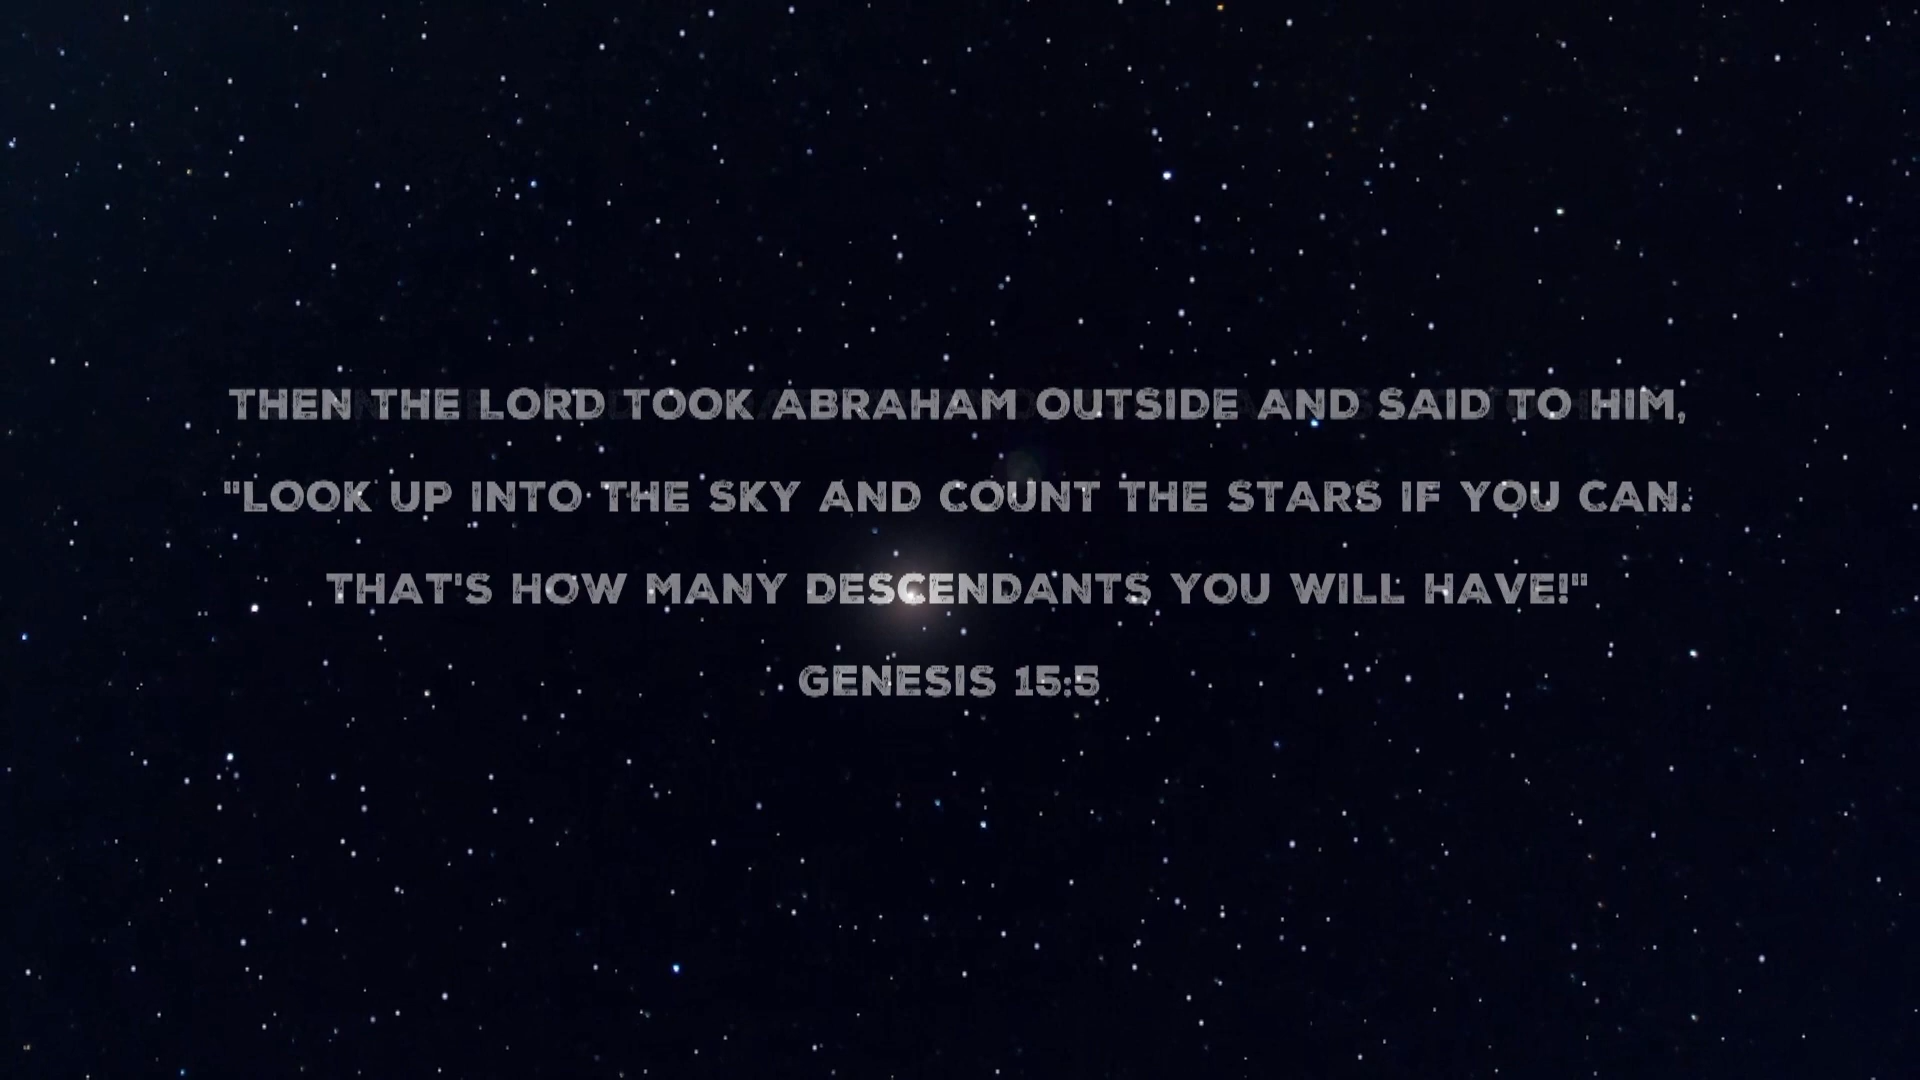 THEN THE LORD TOOK ABRAHAM OUTSIDE AND SAID TO HIM,
"LOOK UP INTO THE SKY AND COUNT THE STARS IF YOU CAN.
THAT'S HOW MANY DESCENDANTS YOU WILL HAVE!"
GENESIS 15:5